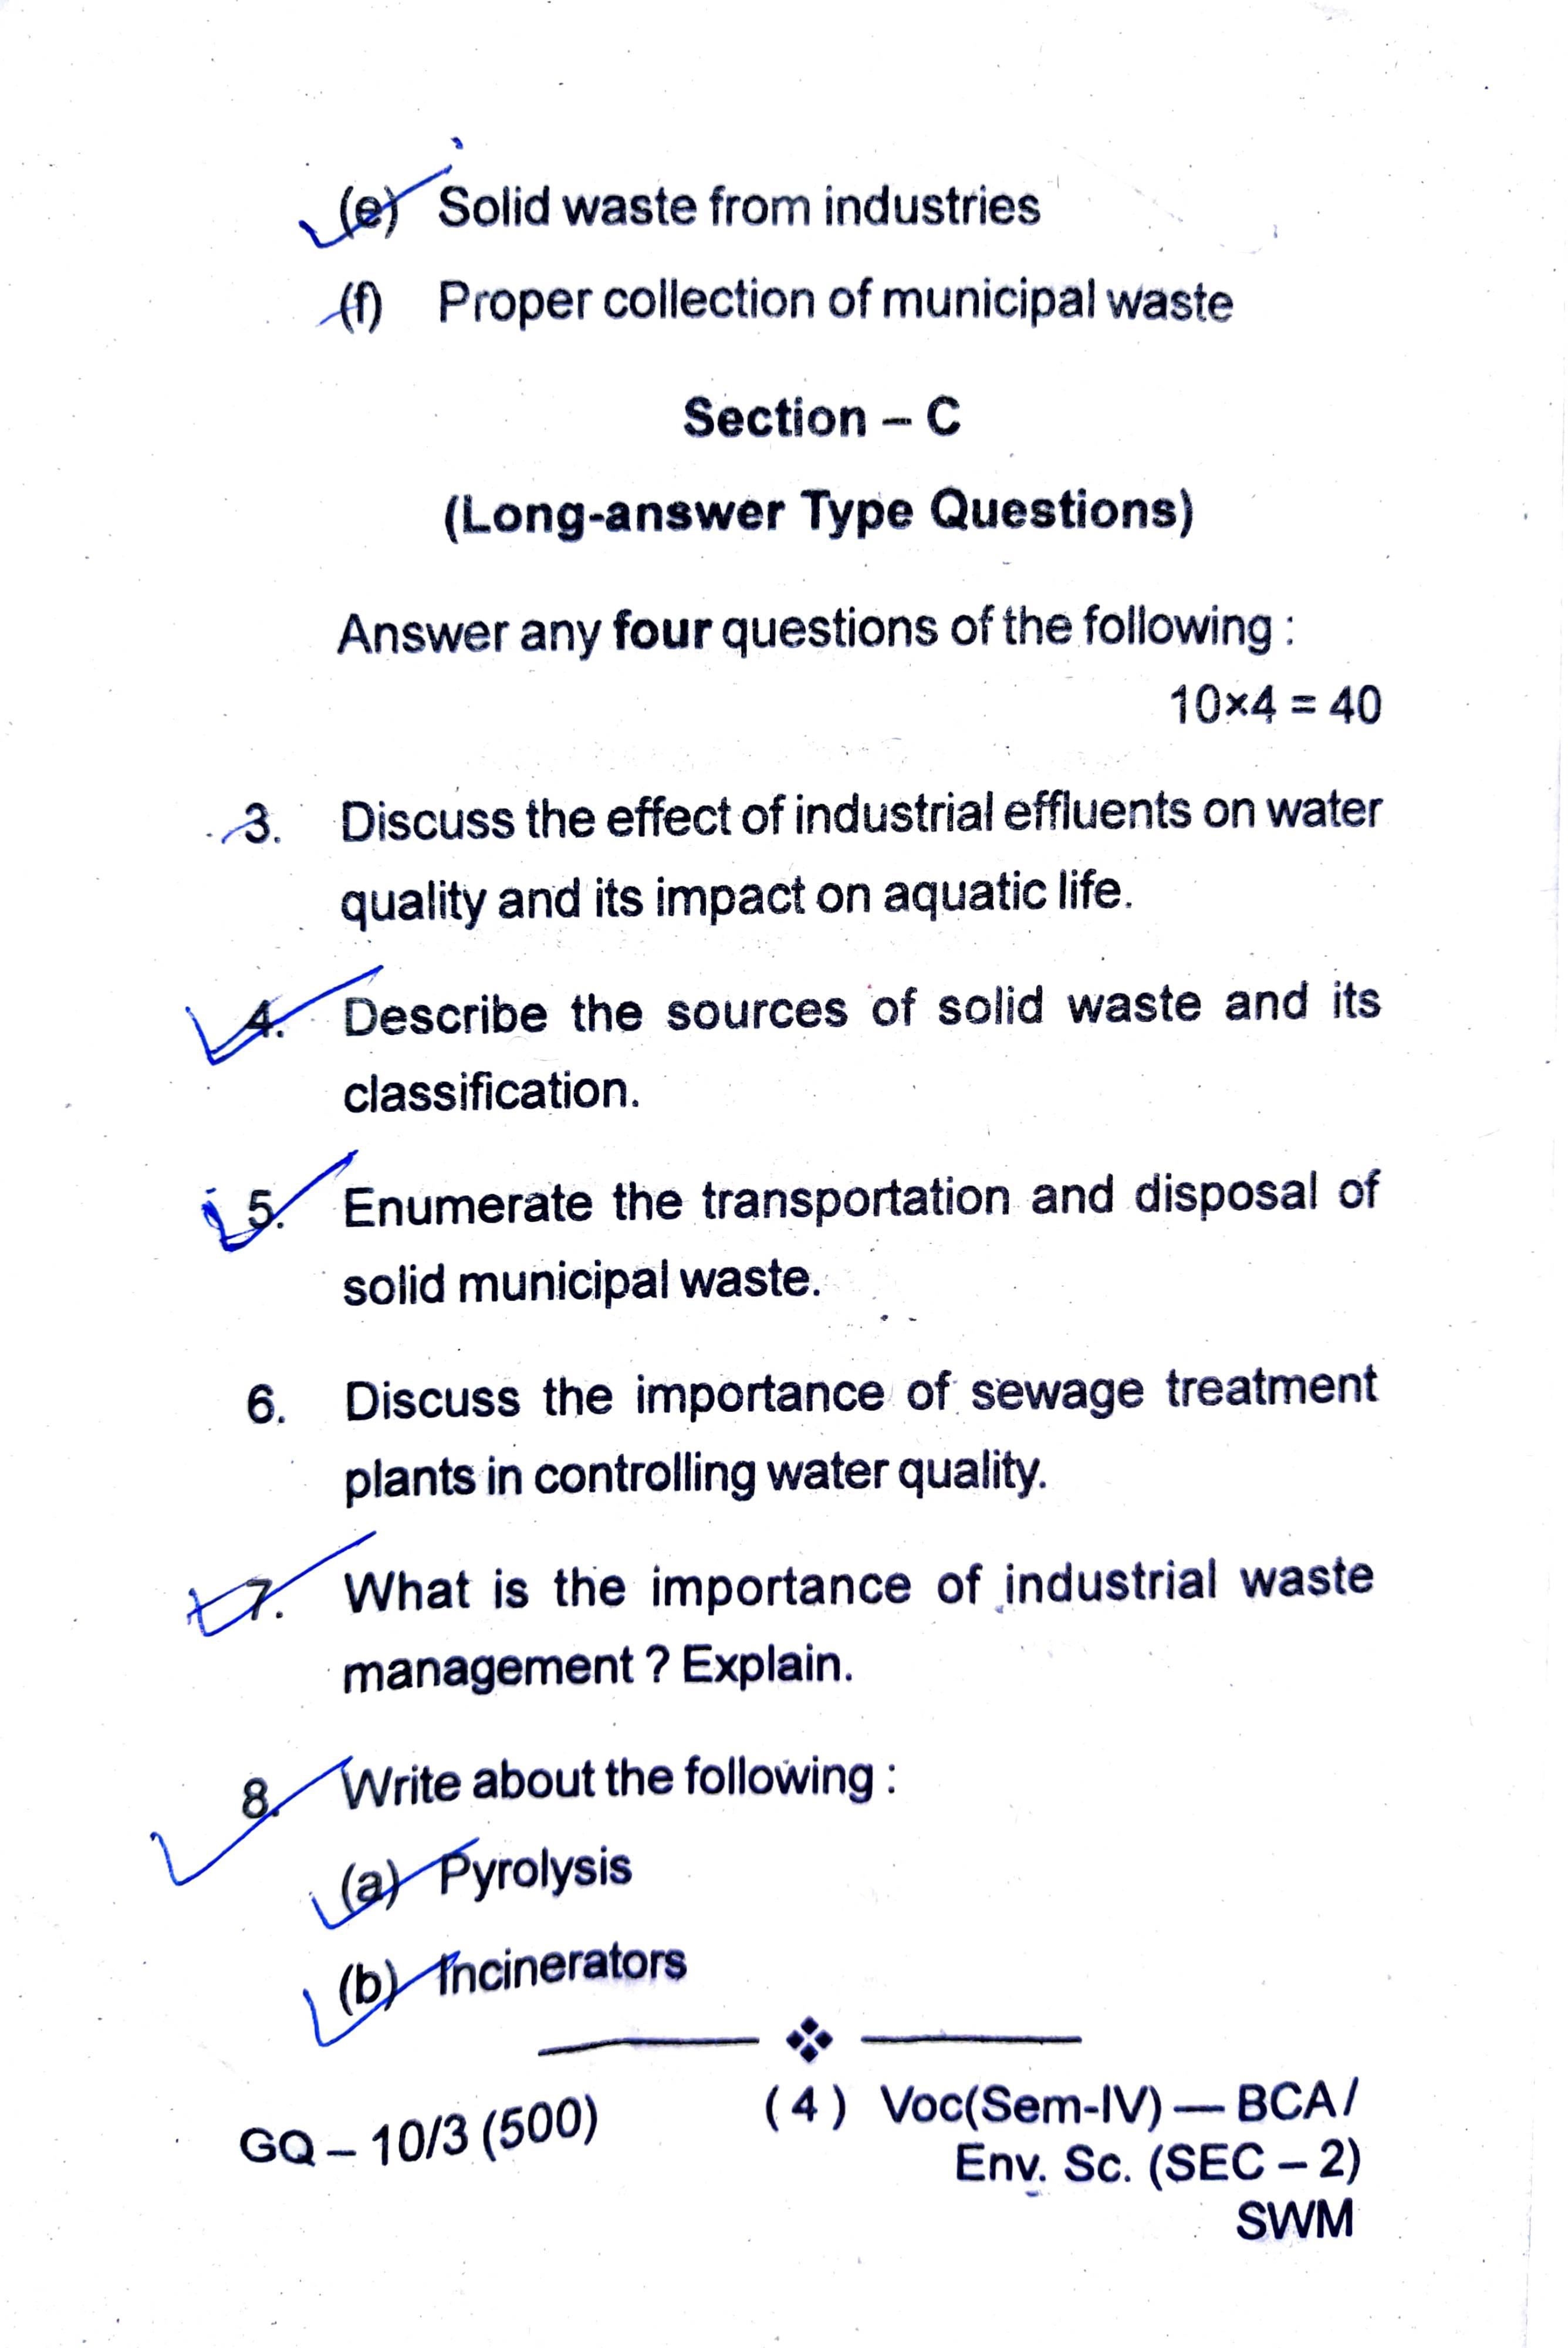 (e) Solid waste from industries
(f) Proper collection of municipal waste
Section – C
(Long-answer Type Questions)
Answer any four questions of the following :
10×4 = 40
3. Discuss the effect of industrial effluents on water
quality and its impact on aquatic life.
4. Describe the sources of solid waste and its
classification.
5. Enumerate the transportation and disposal of
solid municipal waste.
6. Discuss the importance of sewage treatment
plants in controlling water quality.
7. What is the importance of industrial waste
management ? Explain.
8. Write about the following :
(a) Pyrolysis
(b) Incinerators
GQ – 10/3 (500) ( 4 ) Voc(Sem-IV) — BCA/
Env. Sc. (SEC – 2)
SWM